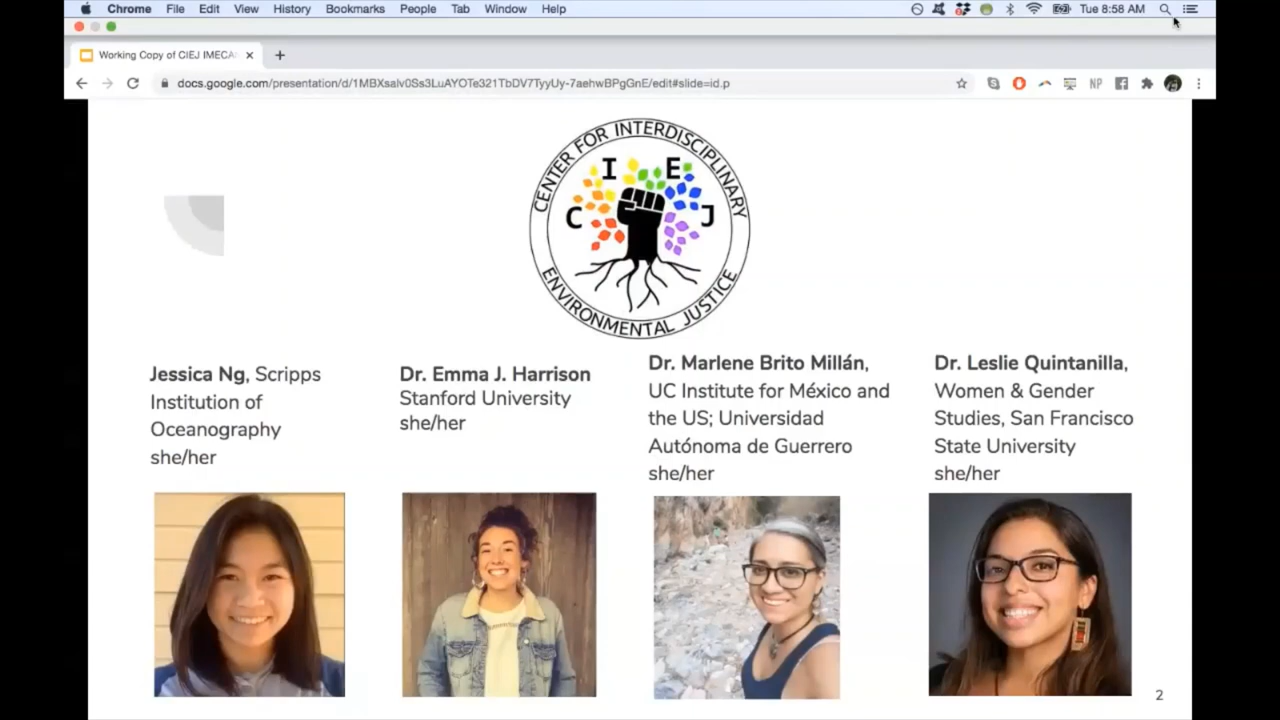 Chrome File Edit View History Bookmarks People Tab Window Help Tue 8:58 AM
Working Copy of CIEJ IMECA
docs.google.com/presentation/d/1MBXsalv0Ss3LuAYOTe321TbDV7TyyUy-7aehwBPgGnE/edit#slide=id.p
NP
CENTER FOR INTERDISCIPLINARY
C I E J
ENVIRONMENTAL JUSTICE
Jessica Ng, Scripps
Institution of
Oceanography
she/her
Dr. Emma J. Harrison
Stanford University
she/her
Dr. Marlene Brito Millán,
UC Institute for México and
the US; Universidad
Autónoma de Guerrero
she/her
Dr. Leslie Quintanilla,
Women & Gender
Studies, San Francisco
State University
she/her
2